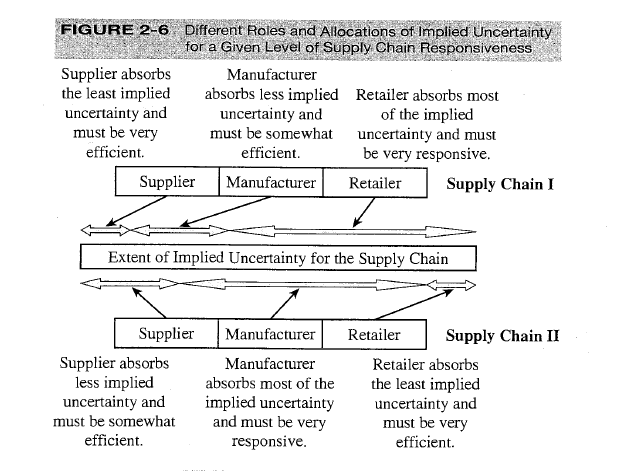 FIGURE 2-6 Different Roles and Allocations of Implied Uncertainty
for a Given Level of Supply Chain Responsiveness
Supplier absorbs
the least implied
uncertainty and
must be very
efficient.
Manufacturer
absorbs less implied
uncertainty and
must be somewhat
efficient.
Retailer absorbs most
of the implied
uncertainty and must
be very responsive.
Supplier
Manufacturer
Retailer
Supply Chain I
Extent of Implied Uncertainty for the Supply Chain
Supplier
Manufacturer
Retailer
Supply Chain II
Supplier absorbs
less implied
uncertainty and
must be somewhat
efficient.
Manufacturer
absorbs most of the
implied uncertainty
and must be very
responsive.
Retailer absorbs
the least implied
uncertainty and
must be very
efficient.